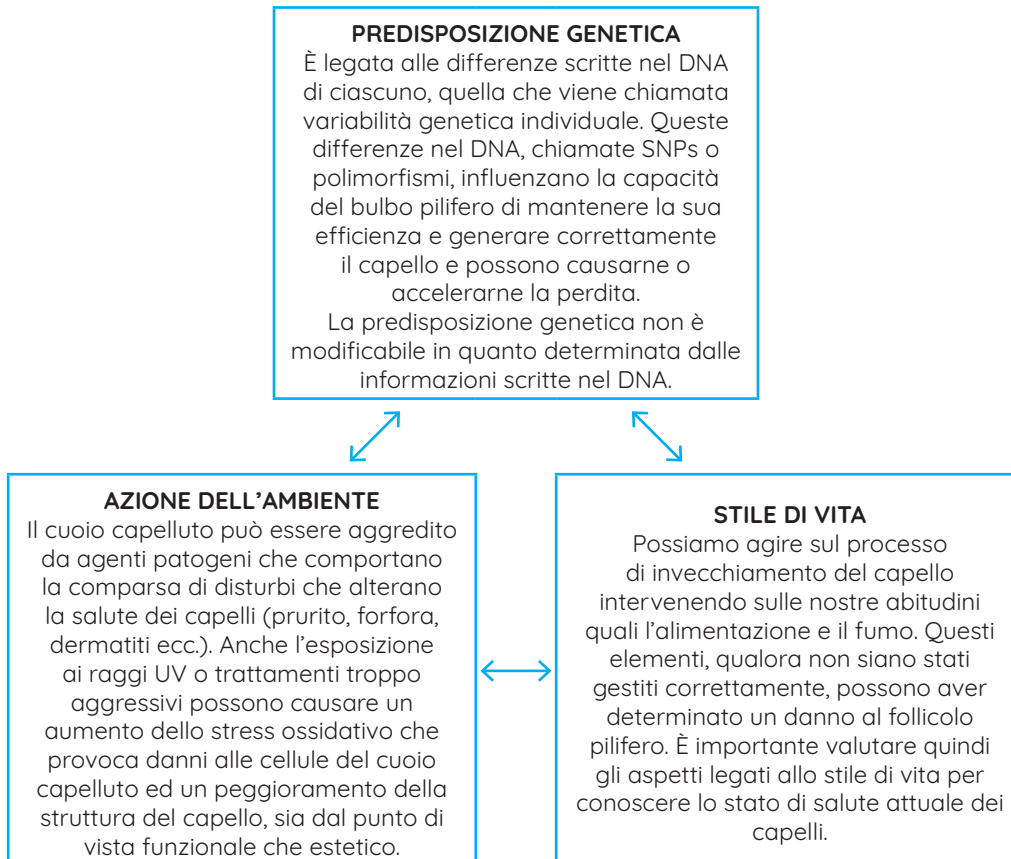 PREDISPOSIZIONE GENETICA
È legata alle differenze scritte nel DNA
di ciascuno, quella che viene chiamata
variabilità genetica individuale. Queste
differenze nel DNA, chiamate SNPs o
polimorfismi, influenzano la capacità
del bulbo pilifero di mantenere la sua
efficienza e generare correttamente
il capello e possono causarne o
accelerarne la perdita.
La predisposizione genetica non è
modificabile in quanto determinata dalle
informazioni scritte nel DNA.
AZIONE DELL’AMBIENTE
Il cuoio capelluto può essere aggredito
da agenti patogeni che comportano
la comparsa di disturbi che alterano
la salute dei capelli (prurito, forfora,
dermatiti ecc.). Anche l’esposizione
ai raggi UV o trattamenti troppo
aggressivi possono causare un
aumento dello stress ossidativo che
provoca danni alle cellule del cuoio
capelluto ed un peggioramento della
struttura del capello, sia dal punto di
vista funzionale che estetico.
STILE DI VITA
Possiamo agire sul processo
di invecchiamento del capello
intervenendo sulle nostre abitudini
quali l’alimentazione e il fumo. Questi
elementi, qualora non siano stati
gestiti correttamente, possono aver
determinato un danno al follicolo
pilifero. È importante valutare quindi
gli aspetti legati allo stile di vita per
conoscere lo stato di salute attuale dei
capelli.